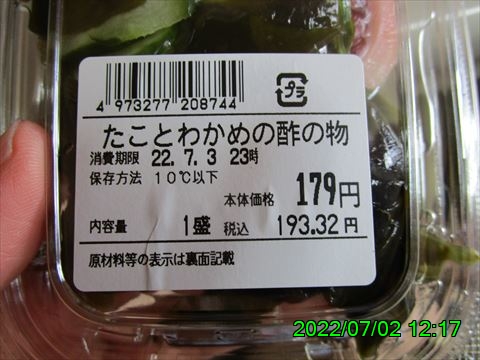 プラ
4 973277 208744
たことわかめの酢の物
消費期限 22.7.3 23時
保存方法 10℃以下
本体価格 179円
内容量 1盛 税込 193.32円
原材料等の表示は裏面記載
2022/07/02 12:17